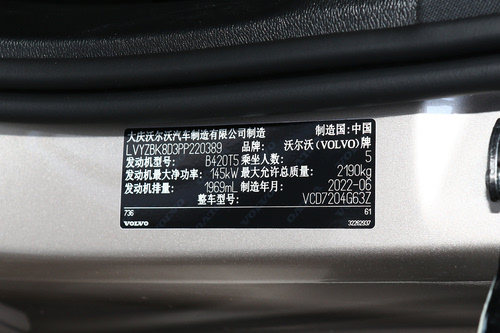 大庆沃尔沃汽车制造有限公司制造 制造国:中国
LVYZBK8D3PP220389 品牌: 沃尔沃(VOLVO)牌
发动机型号: B420T5 乘坐人数: 5
发动机最大净功率: 145kW 最大允许总质量: 2190kg
发动机排量: 1969mL 制造年月: 2022-06
整车型号: VCD7204G63Z
736 61
VOLVO 32262937